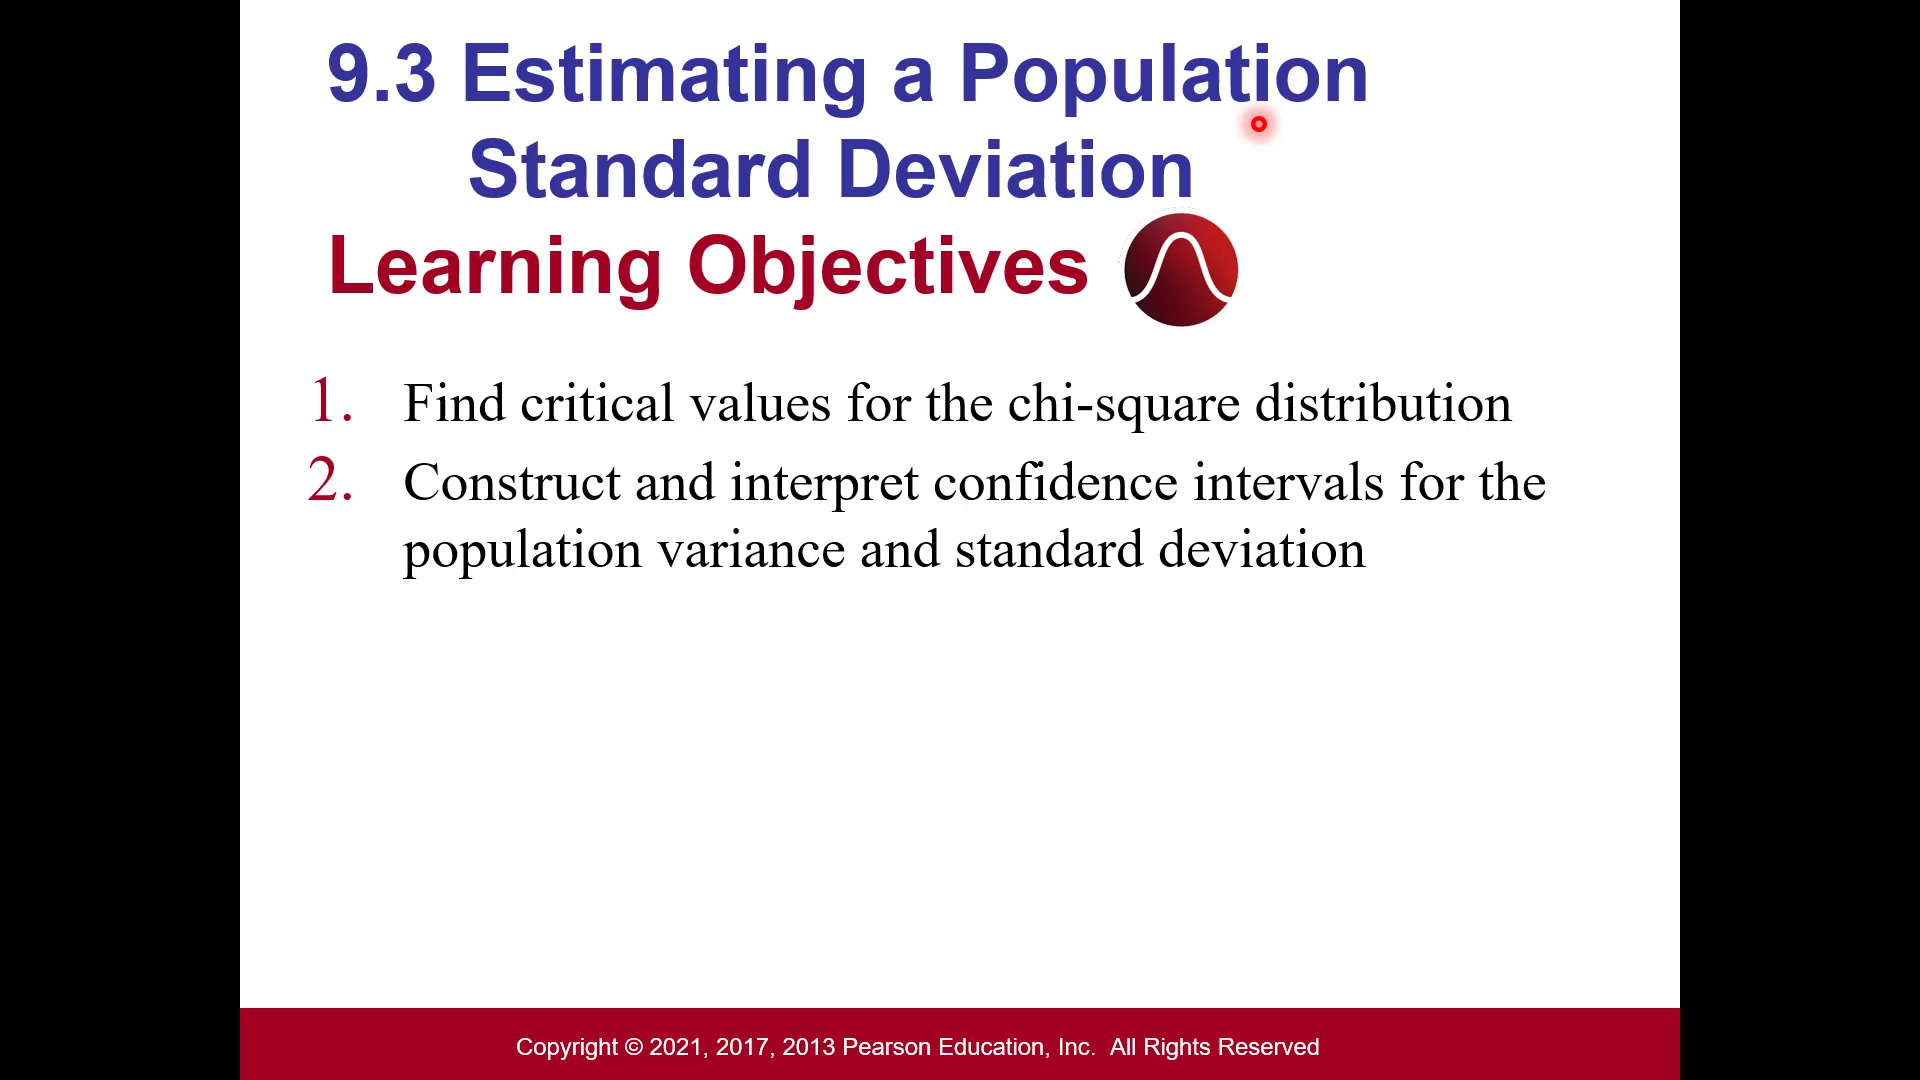 9.3 Estimating a Population
Standard Deviation
Learning Objectives
1. Find critical values for the chi-square distribution
2. Construct and interpret confidence intervals for the
population variance and standard deviation
Copyright © 2021, 2017, 2013 Pearson Education, Inc. All Rights Reserved